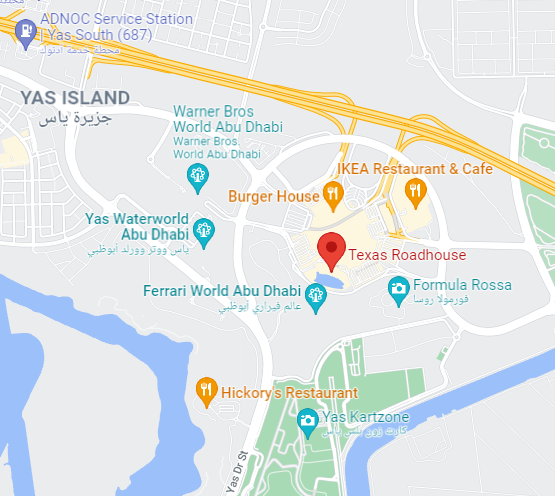 ADNOC Service Station
| Yas South (687)
محطة خدمة أدنوك
YAS ISLAND
جزيرة ياس
Warner Bros
World Abu Dhabi
Warner Bros.
World Abu Dhabi
IKEA Restaurant & Cafe
Burger House
Yas Waterworld
Abu Dhabi
ياس ووتر وورلد أبوظبي
Texas Roadhouse
Ferrari World Abu Dhabi
عالم فيراري أبوظبي
Formula Rossa
فورمولا روسا
Hickory's Restaurant
Yas Kartzone
كارت زون ياس
Yas Dr St